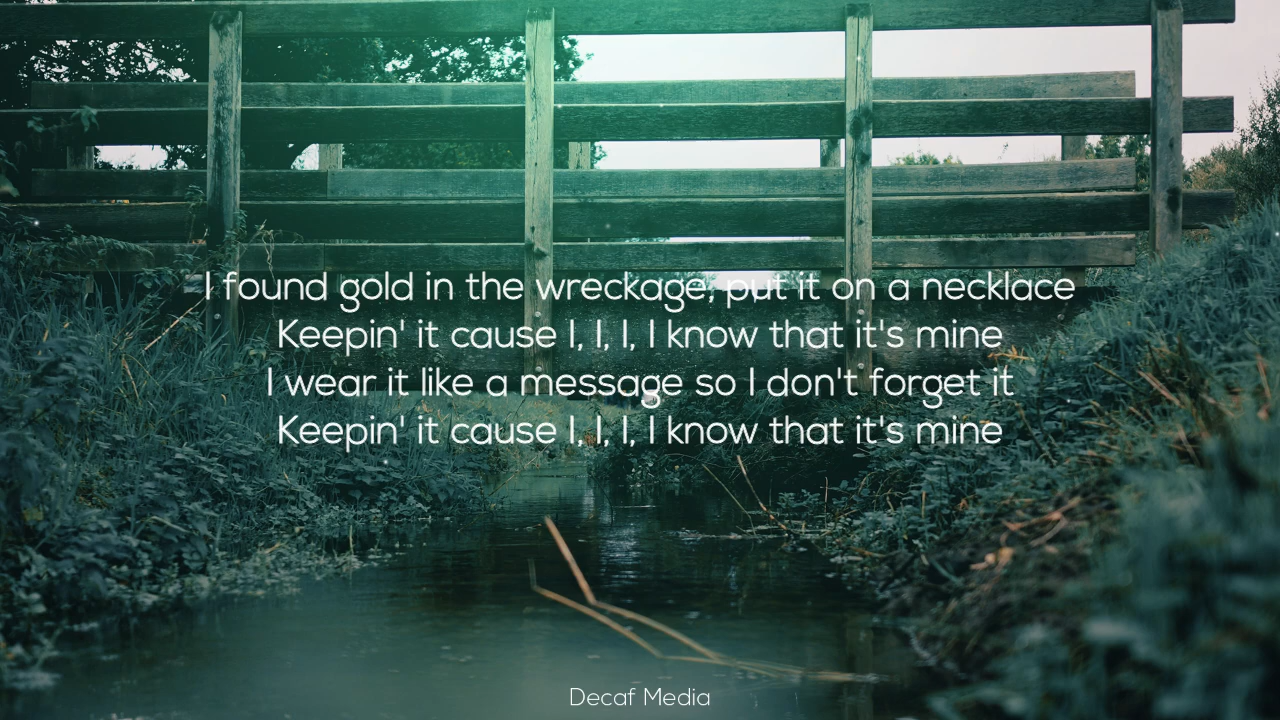 I found gold in the wreckage, put it on a necklace
Keepin' it cause I, I, I, I know that it's mine
I wear it like a message so I don't forget it
Keepin' it cause I, I, I, I know that it's mine
Decaf Media